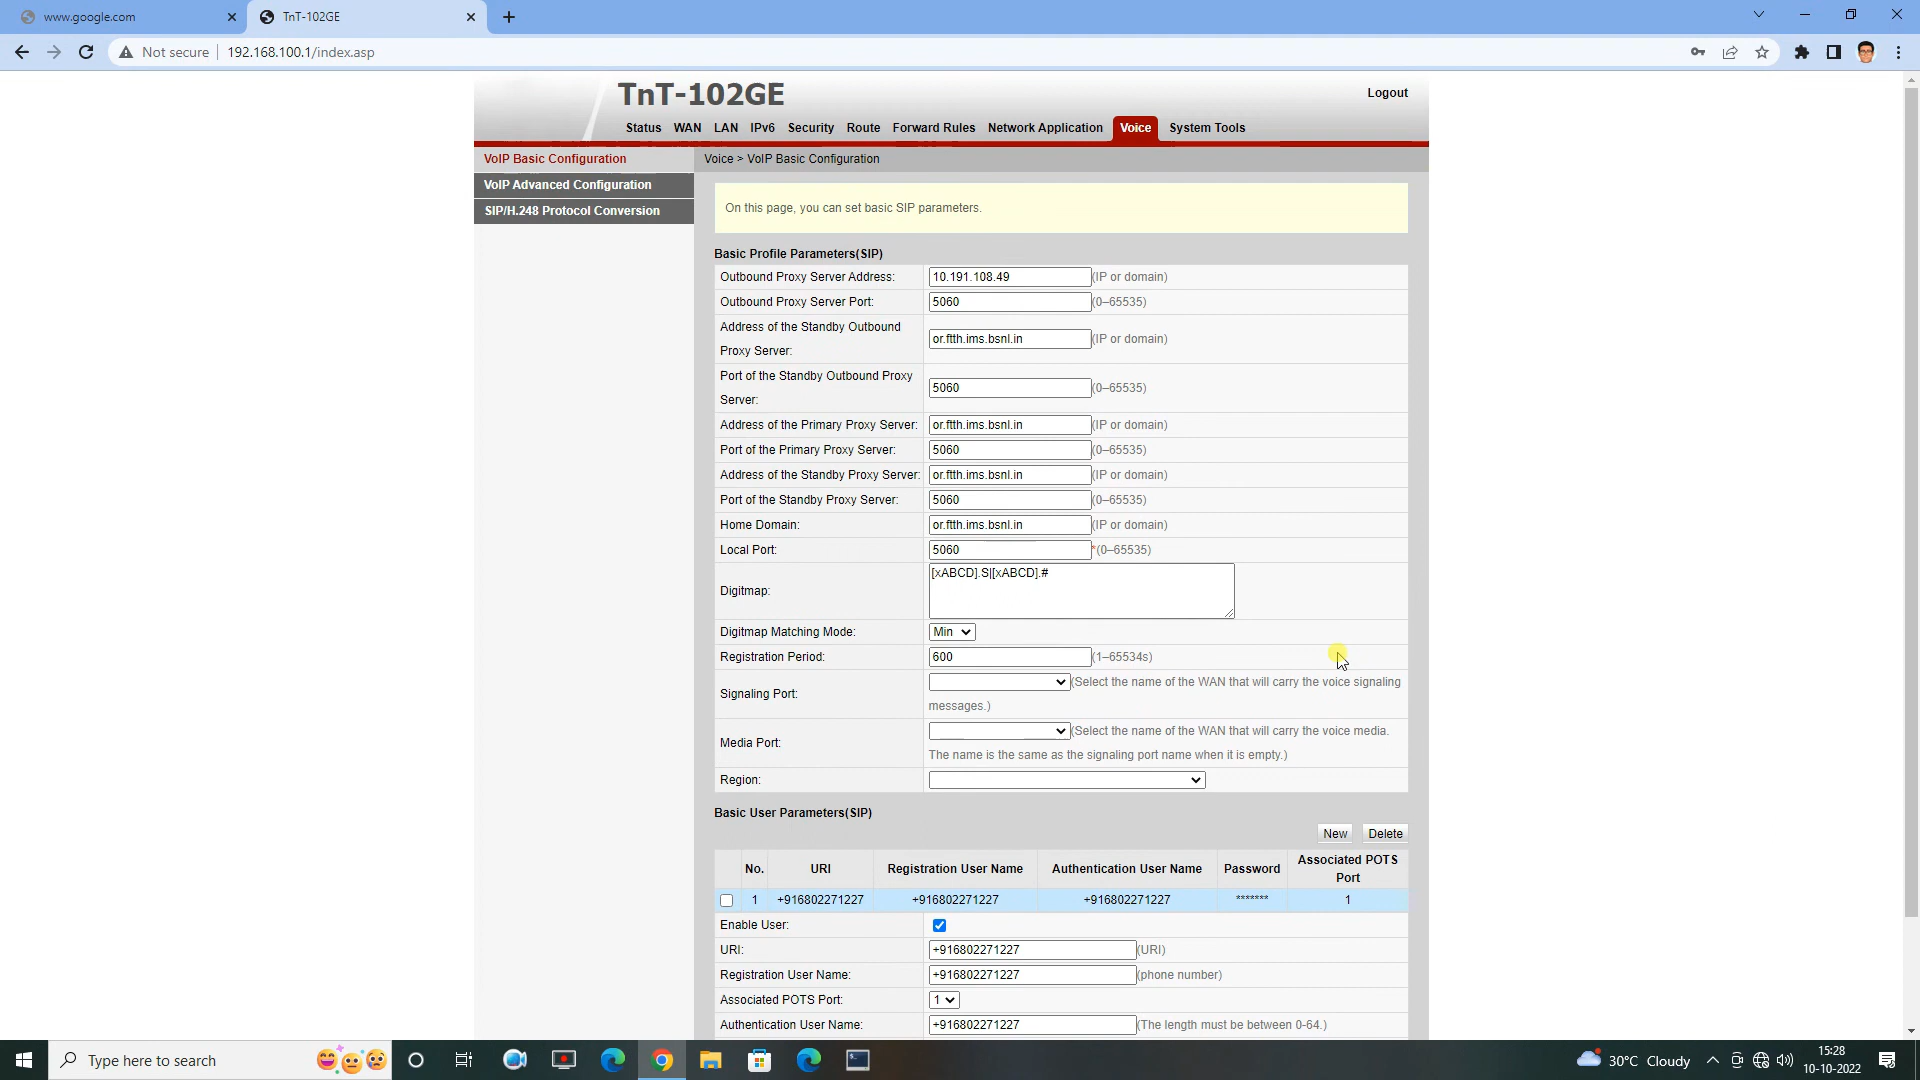 www.google.com
TnT-102GE
Not secure
192.168.100.1/index.asp
TnT-102GE
Logout
Status WAN LAN IPv6 Security Route Forward Rules Network Application Voice System Tools
VoIP Basic Configuration
VoIP Advanced Configuration
SIP/H.248 Protocol Conversion
Voice > VoIP Basic Configuration
On this page, you can set basic SIP parameters.
Basic Profile Parameters(SIP)
Outbound Proxy Server Address: 10.191.108.49 (IP or domain)
Outbound Proxy Server Port: 5060 (0–65535)
Address of the Standby Outbound
Proxy Server: or.ftth.ims.bsnl.in (IP or domain)
Port of the Standby Outbound Proxy
Server: 5060 (0–65535)
Address of the Primary Proxy Server: or.ftth.ims.bsnl.in (IP or domain)
Port of the Primary Proxy Server: 5060 (0–65535)
Address of the Standby Proxy Server: or.ftth.ims.bsnl.in (IP or domain)
Port of the Standby Proxy Server: 5060 (0–65535)
Home Domain: or.ftth.ims.bsnl.in (IP or domain)
Local Port: 5060 *(0–65535)
Digitmap: [xABCD].S|[xABCD].#
Digitmap Matching Mode: Min
Registration Period: 600 (1–65534s)
Signaling Port: (Select the name of the WAN that will carry the voice signaling
messages.)
Media Port: (Select the name of the WAN that will carry the voice media.
The name is the same as the signaling port name when it is empty.)
Region:
Basic User Parameters(SIP)
New Delete
No. URI Registration User Name Authentication User Name Password Associated POTS
Port
1 +916802271227 +916802271227 +916802271227 ******* 1
Enable User:
URI: +916802271227 (URI)
Registration User Name: +916802271227 (phone number)
Associated POTS Port: 1
Authentication User Name: +916802271227 (The length must be between 0-64.)
Type here to search
30°C Cloudy
15:28
10-10-2022